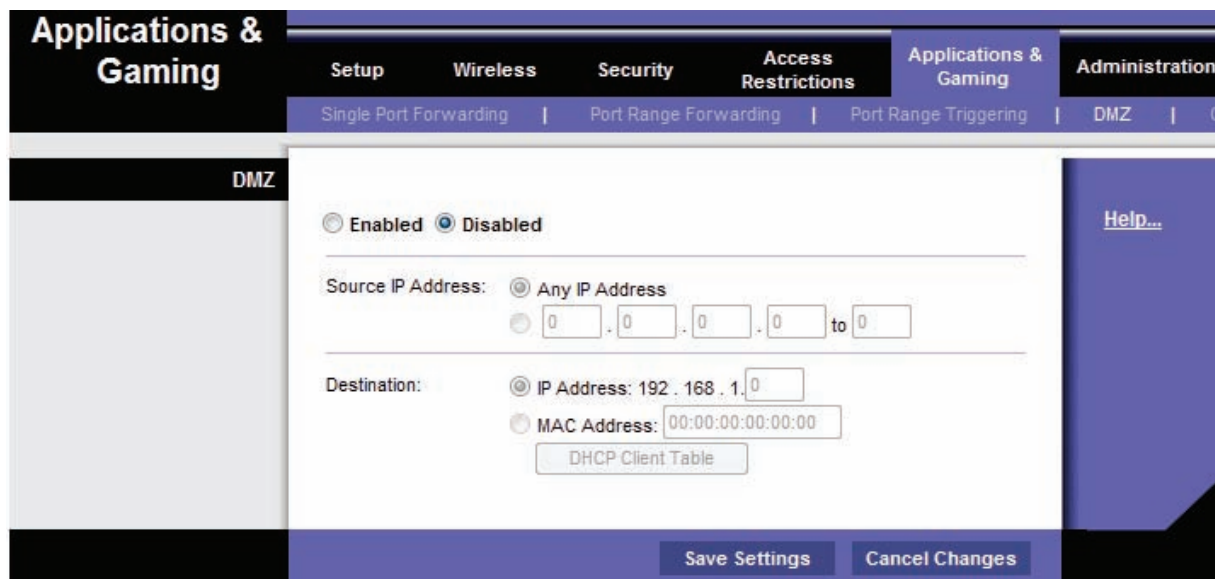 Applications &
Gaming
Setup Wireless Security Access Restrictions Applications & Gaming Administration
Single Port Forwarding | Port Range Forwarding | Port Range Triggering | DMZ |
DMZ
Enabled Disabled
Help...
Source IP Address: Any IP Address
0 . 0 . 0 . 0 to 0
Destination: IP Address: 192 . 168 . 1. 0
MAC Address: 00:00:00:00:00:00
DHCP Client Table
Save Settings Cancel Changes